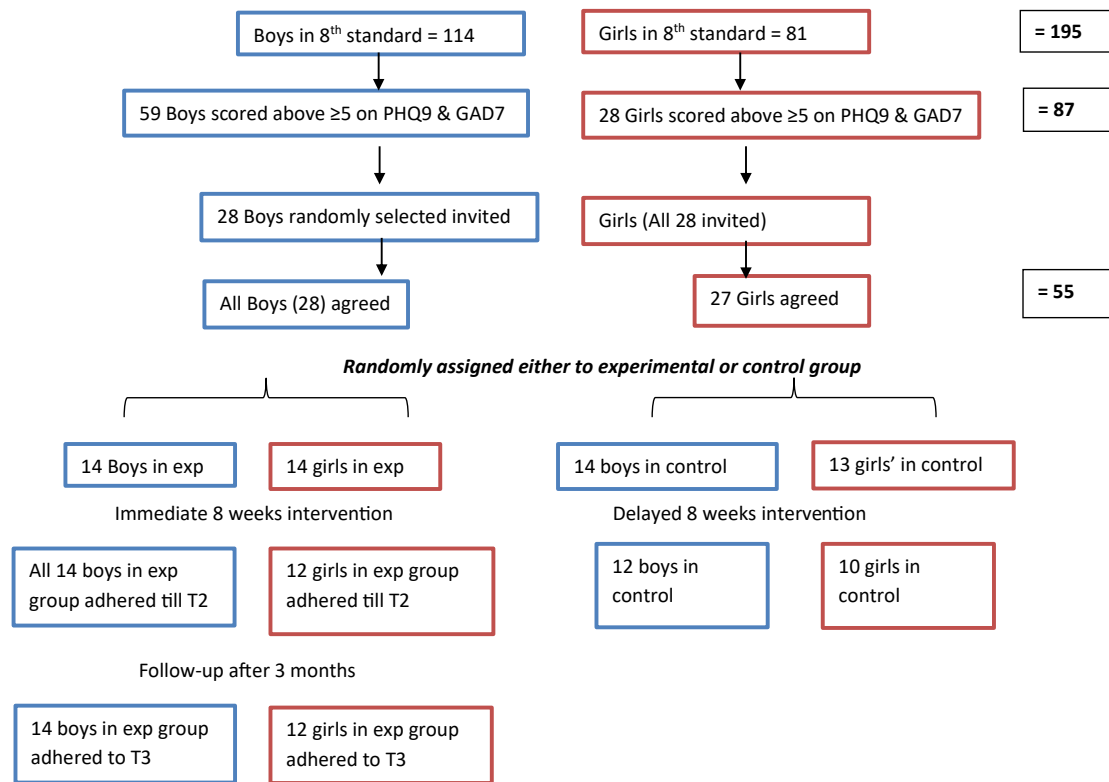 Boys in 8th standard = 114
Girls in 8th standard = 81
= 195
59 Boys scored above ≥5 on PHQ9 & GAD7
28 Girls scored above ≥5 on PHQ9 & GAD7
= 87
28 Boys randomly selected invited
Girls (All 28 invited)
All Boys (28) agreed
27 Girls agreed
= 55
Randomly assigned either to experimental or control group
14 Boys in exp
14 girls in exp
14 boys in control
13 girls' in control
Immediate 8 weeks intervention
Delayed 8 weeks intervention
All 14 boys in exp
group adhered till T2
12 girls in exp group
adhered till T2
12 boys in
control
10 girls in
control
Follow-up after 3 months
14 boys in exp group
adhered to T3
12 girls in exp group
adhered to T3